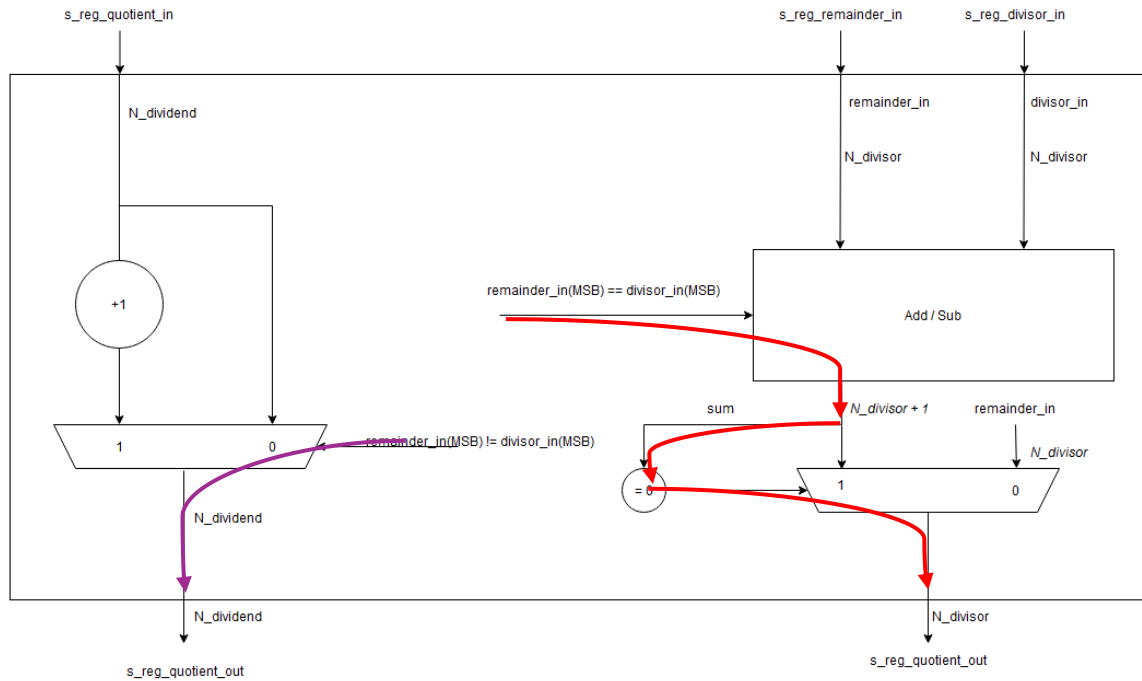 s_reg_quotient_in
s_reg_remainder_in
s_reg_divisor_in
N_dividend
remainder_in
divisor_in
N_divisor
N_divisor
+1
remainder_in(MSB) == divisor_in(MSB)
Add / Sub
sum
N_divisor + 1
remainder_in
1
0
remainder_in(MSB) != divisor_in(MSB)
N_divisor
= 0
1
0
N_dividend
N_dividend
N_divisor
s_reg_quotient_out
s_reg_quotient_out